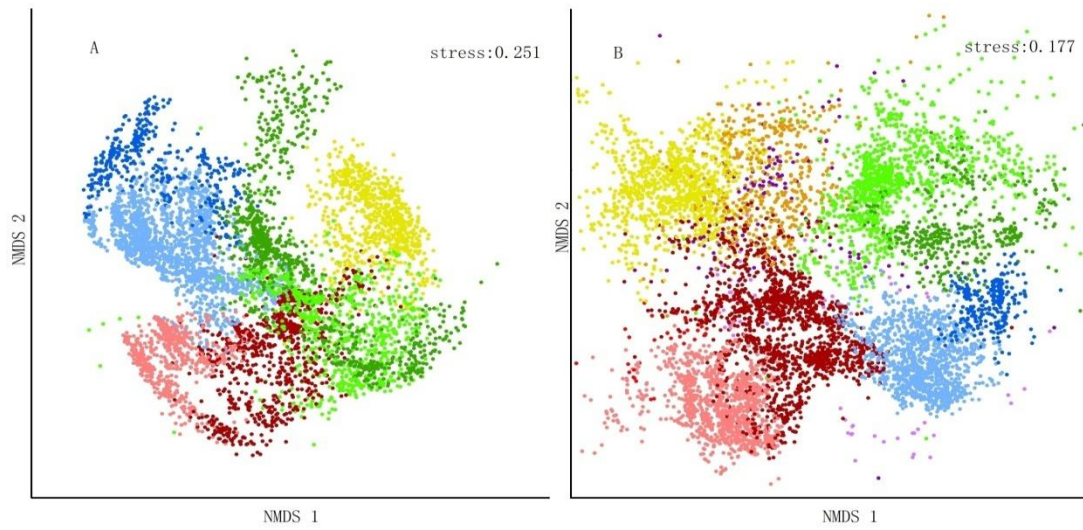 A
stress:0.251
B
stress:0.177
NMDS 2
NMDS 2
NMDS 1
NMDS 1